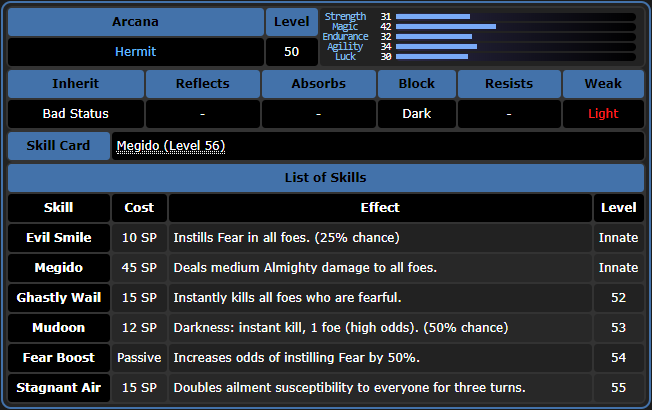 Arcana Level
Hermit 50
Strength 31
Magic 42
Endurance 32
Agility 34
Luck 30
Inherit Reflects Absorbs Block Resists Weak
Bad Status - - Dark - Light
Skill Card Megido (Level 56)
List of Skills
Skill Cost Effect Level
Evil Smile 10 SP Instills Fear in all foes. (25% chance) Innate
Megido 45 SP Deals medium Almighty damage to all foes. Innate
Ghastly Wail 15 SP Instantly kills all foes who are fearful. 52
Mudoon 12 SP Darkness: instant kill, 1 foe (high odds). (50% chance) 53
Fear Boost Passive Increases odds of instilling Fear by 50%. 54
Stagnant Air 15 SP Doubles ailment susceptibility to everyone for three turns. 55